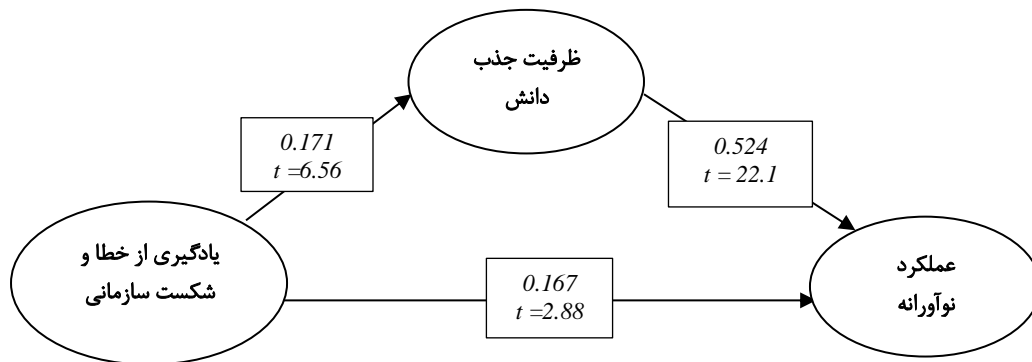 ظرفیت جذب
دانش
0.171
t =6.56
0.524
t = 22.1
یادگیری از خطا و
شکست سازمانی
0.167
t =2.88
عملکرد
نوآورانه